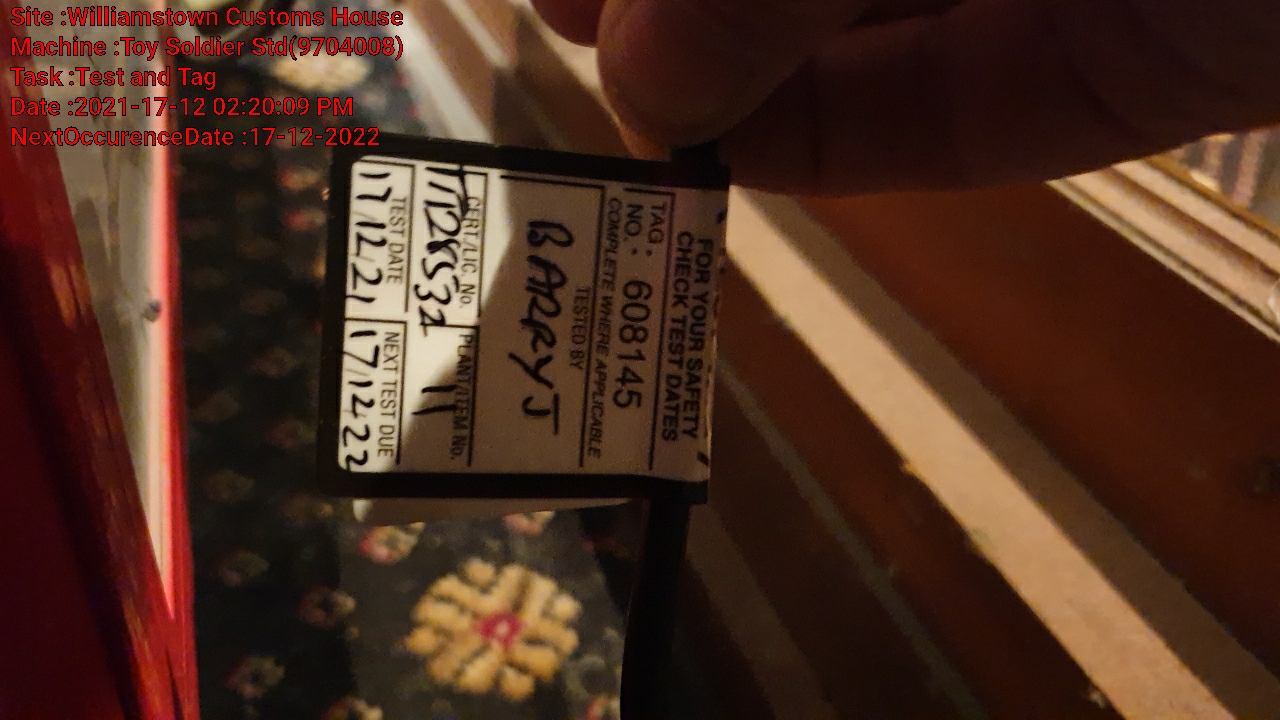 Site :Williamstown Customs House
Machine :Toy Soldier Std(9704008)
Task :Test and Tag
Date :2021-17-12 02:20:09 PM
NextOccurenceDate :17-12-2022
FOR YOUR SAFETY
CHECK TEST DATES
TAG
NO. : 608145
COMPLETE WHERE APPLICABLE
TESTED BY
BARRY J
CERT/LIC. No. PLANT/ITEM No.
11
TEST DATE NEXT TEST DUE
17/12/21 17/12/22